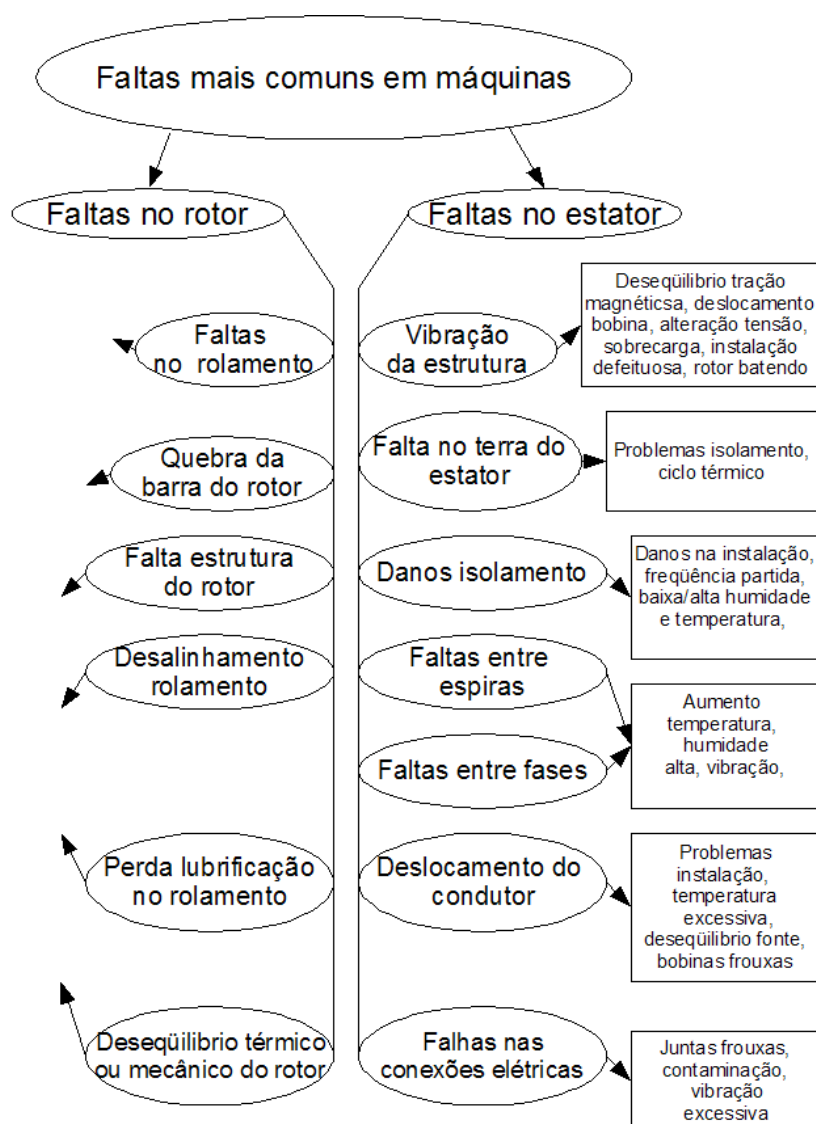 Faltas mais comuns em máquinas
Faltas no rotor
Faltas no estator
Faltas
no rolamento
Quebra da
barra do rotor
Falta estrutura
do rotor
Desalinhamento
rolamento
Perda lubrificação
no rolamento
Deseqüilibrio térmico
ou mecânico do rotor
Vibração
da estrutura
Deseqüilibrio tração
magnéticsa, deslocamento
bobina, alteração tensão,
sobrecarga, instalação
defeituosa, rotor batendo
Falta no terra do
estator
Problemas isolamento,
ciclo térmico
Danos isolamento
Danos na instalação,
freqüência partida,
baixa/alta humidade
e temperatura,
Faltas entre
espiras
Faltas entre fases
Aumento
temperatura,
humidade
alta, vibração,
Deslocamento do
condutor
Problemas
instalação,
temperatura
excessiva,
deseqüilibrio fonte,
bobinas frouxas
Falhas nas
conexões elétricas
Juntas frouxas,
contaminação,
vibração
excessiva